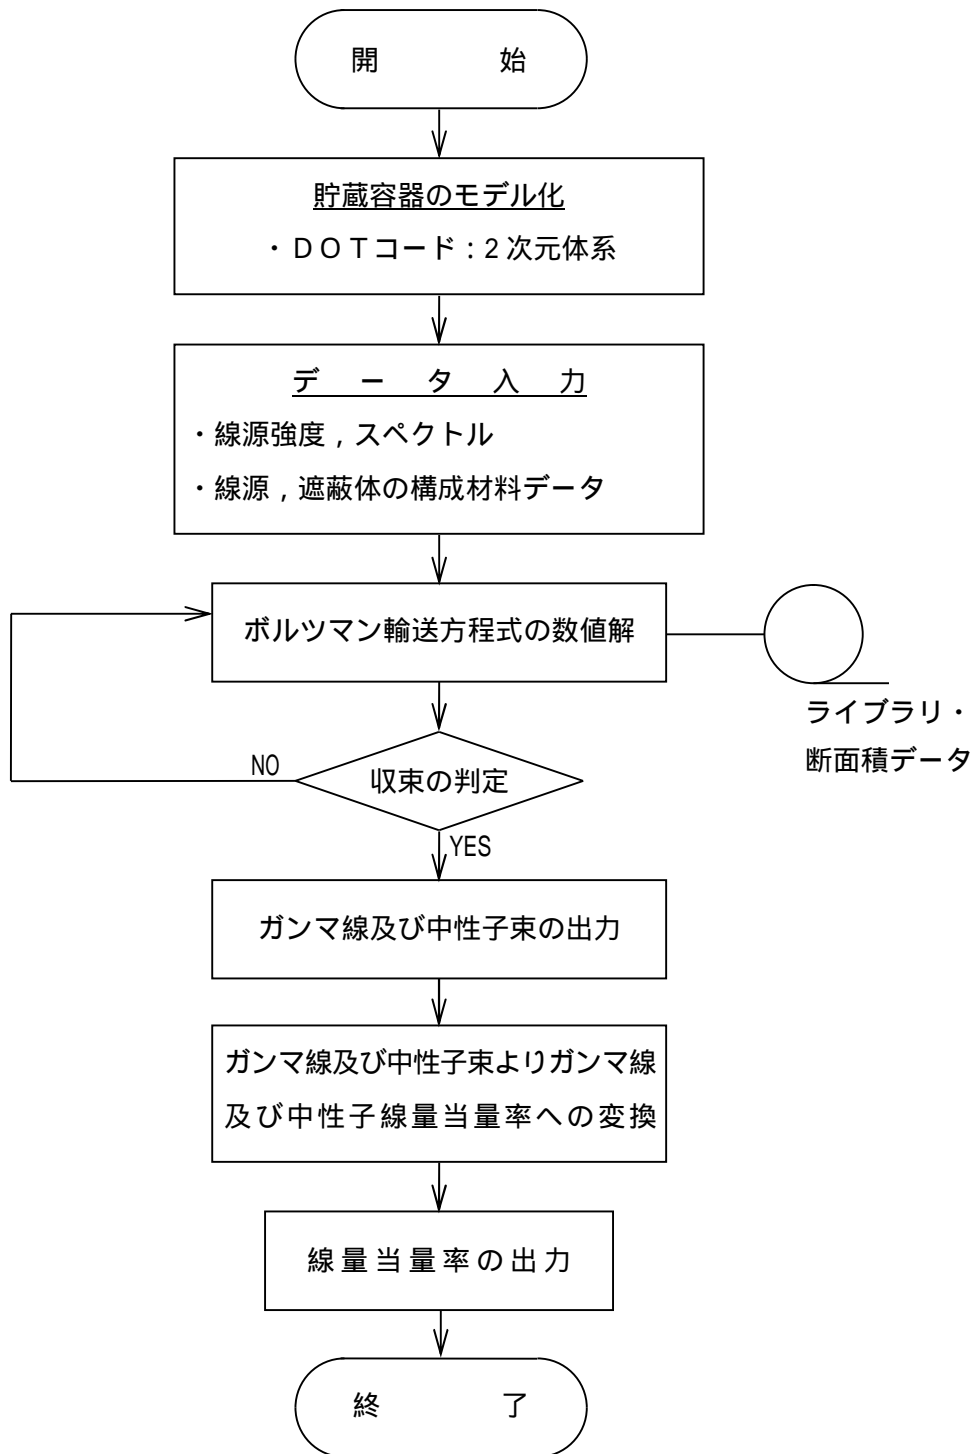 開　始
貯蔵容器のモデル化
・ＤＯＴコード：2次元体系
データ入力
・線源強度，スペクトル
・線源，遮蔽体の構成材料データ
ボルツマン輸送方程式の数値解
ライブラリ・
断面積データ
NO
収束の判定
YES
ガンマ線及び中性子束の出力
ガンマ線及び中性子束よりガンマ線
及び中性子線量当量率への変換
線量当量率の出力
終　了